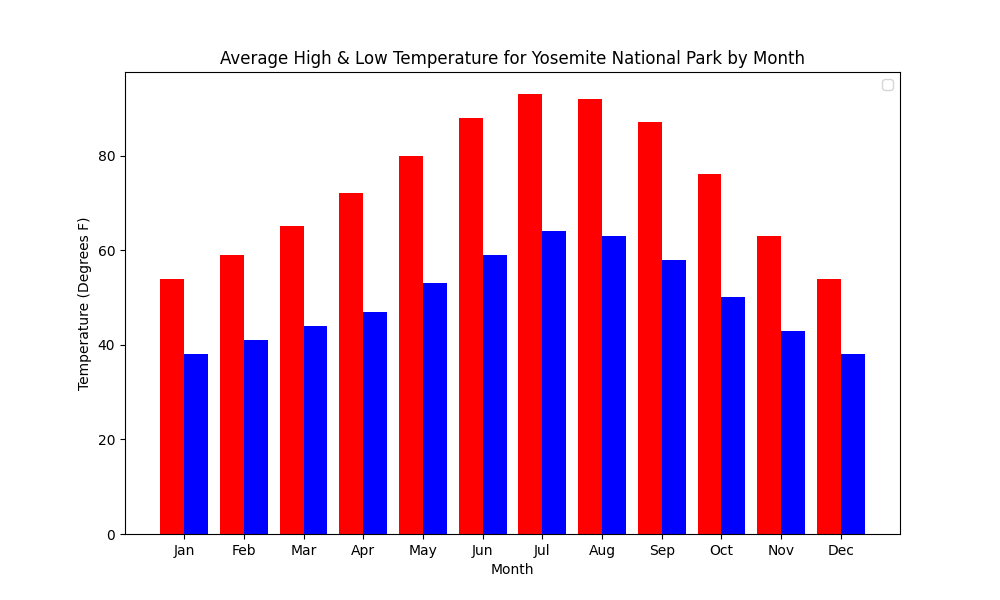 Average High & Low Temperature for Yosemite National Park by Month
Temperature (Degrees F)
80
60
40
20
0
Jan Feb Mar Apr May Jun Jul Aug Sep Oct Nov Dec
Month